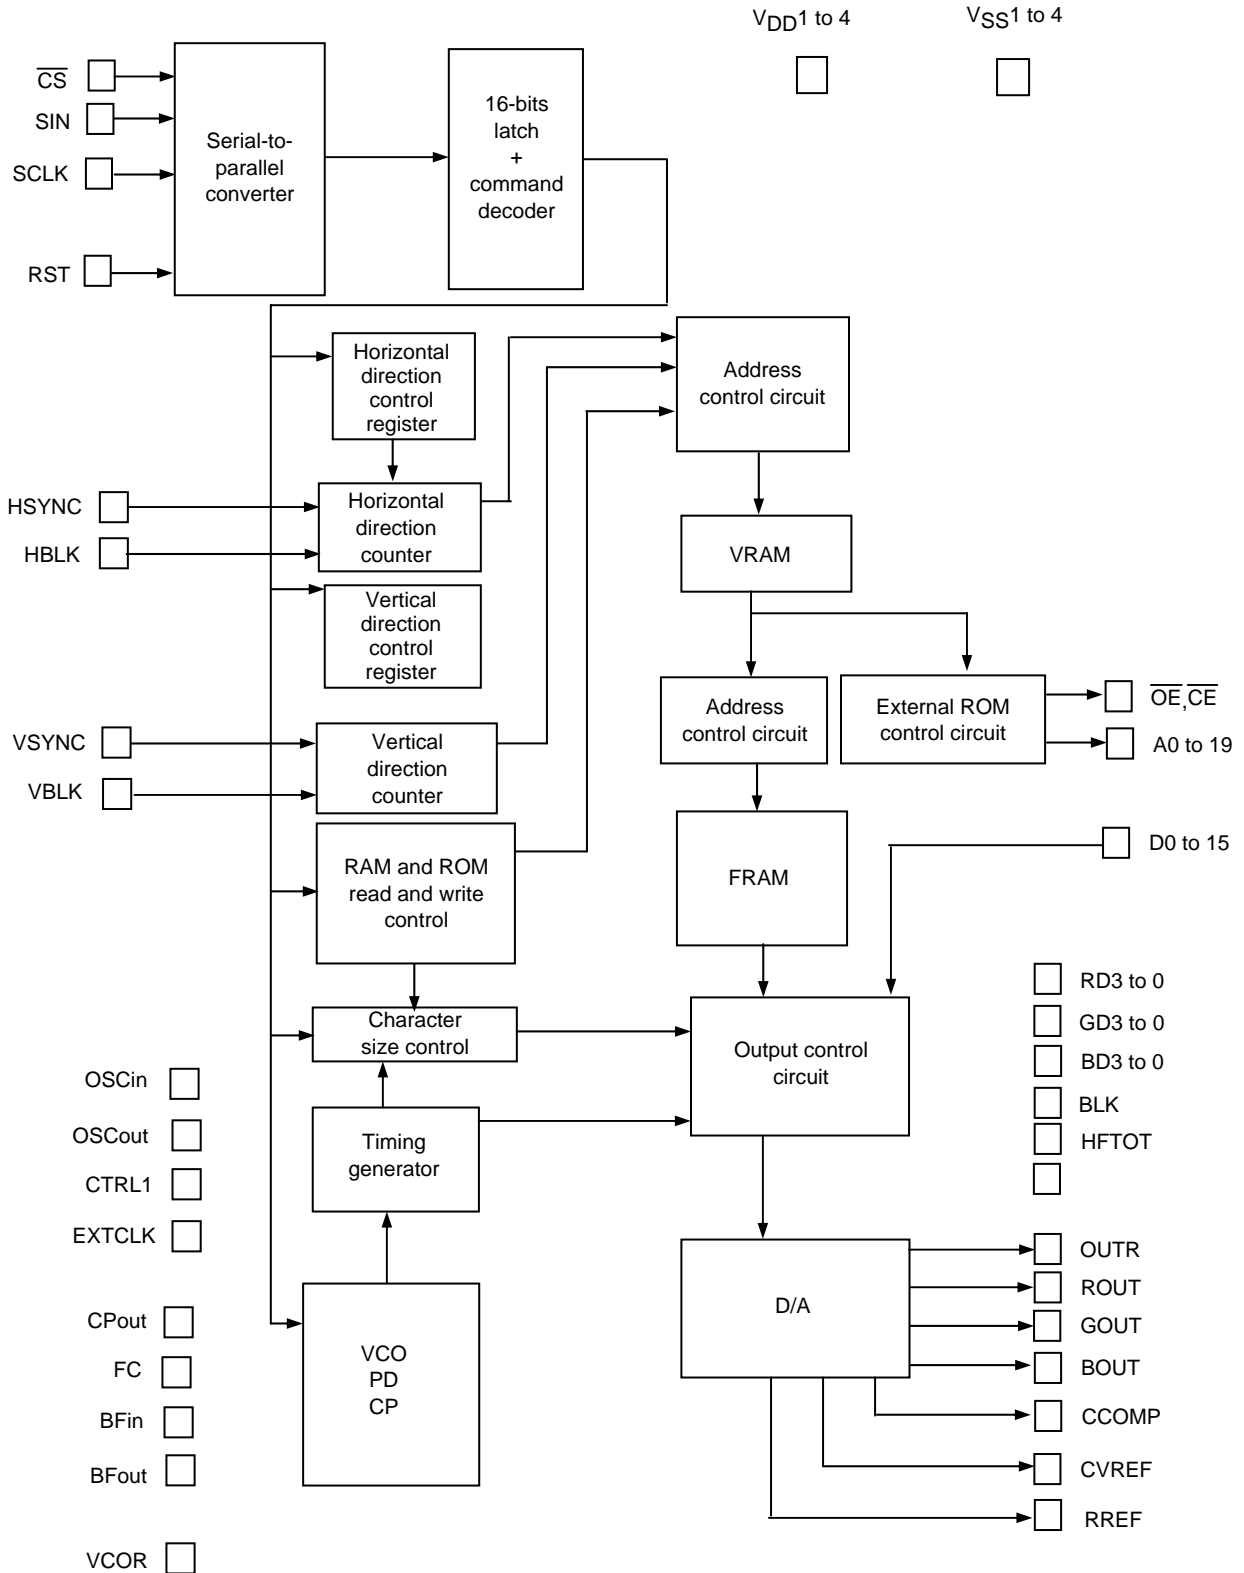 VDD1 to 4
VSS1 to 4
CS
SIN
SCLK
RST
Serial-to-
parallel
converter
16-bits
latch
+
command
decoder
Horizontal
direction
control
register
Address
control circuit
HSYNC
HBLK
Horizontal
direction
counter
VRAM
Vertical
direction
control
register
Address
control circuit
External ROM
control circuit
OE,CE
A0 to 19
VSYNC
VBLK
Vertical
direction
counter
D0 to 15
RAM and ROM
read and write
control
FRAM
Character
size control
Output control
circuit
RD3 to 0
GD3 to 0
BD3 to 0
BLK
HFTOT
OSCin
OSCout
CTRL1
EXTCLK
Timing
generator
D/A
OUTR
ROUT
GOUT
BOUT
CCOMP
CVREF
RREF
CPout
FC
BFin
BFout
VCOR
VCO
PD
CP